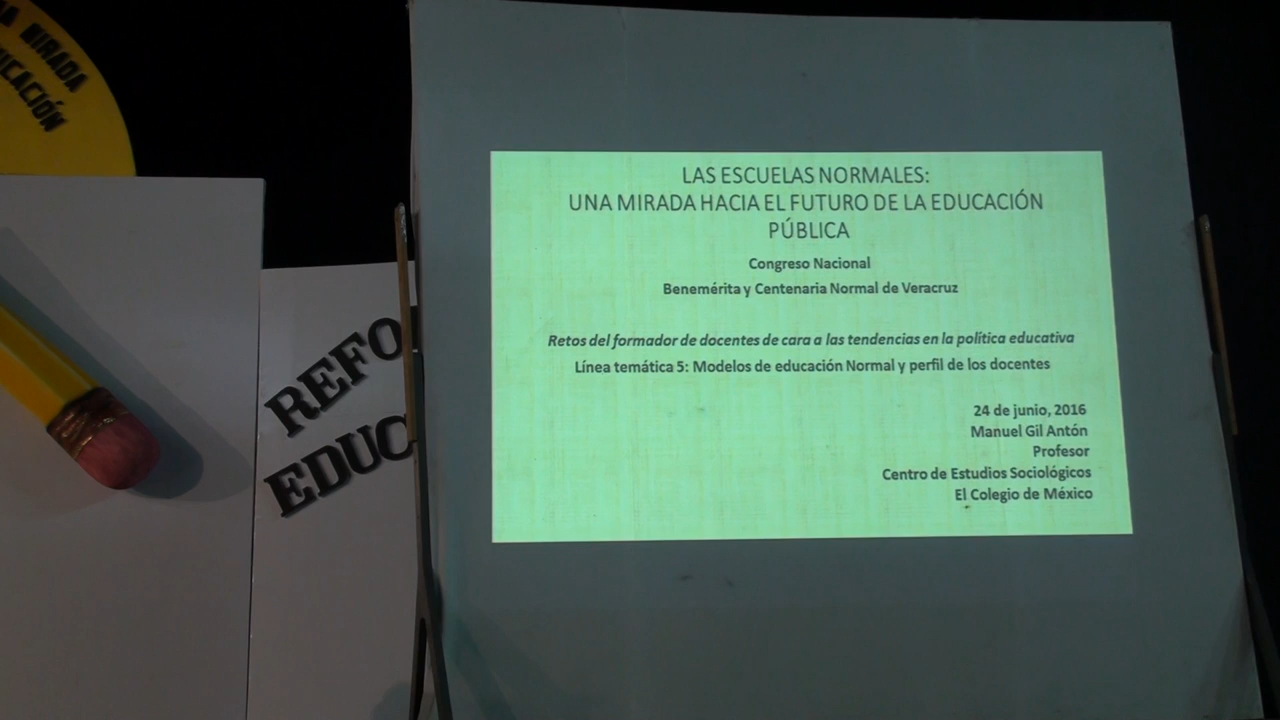 MIRADA
REFO
EDUC
LAS ESCUELAS NORMALES:
UNA MIRADA HACIA EL FUTURO DE LA EDUCACIÓN
PÚBLICA
Congreso Nacional
Benemérita y Centenaria Normal de Veracruz
Retos del formador de docentes de cara a las tendencias en la política educativa
Línea temática 5: Modelos de educación Normal y perfil de los docentes
24 de junio, 2016
Manuel Gil Antón
Profesor
Centro de Estudios Sociológicos
El Colegio de México